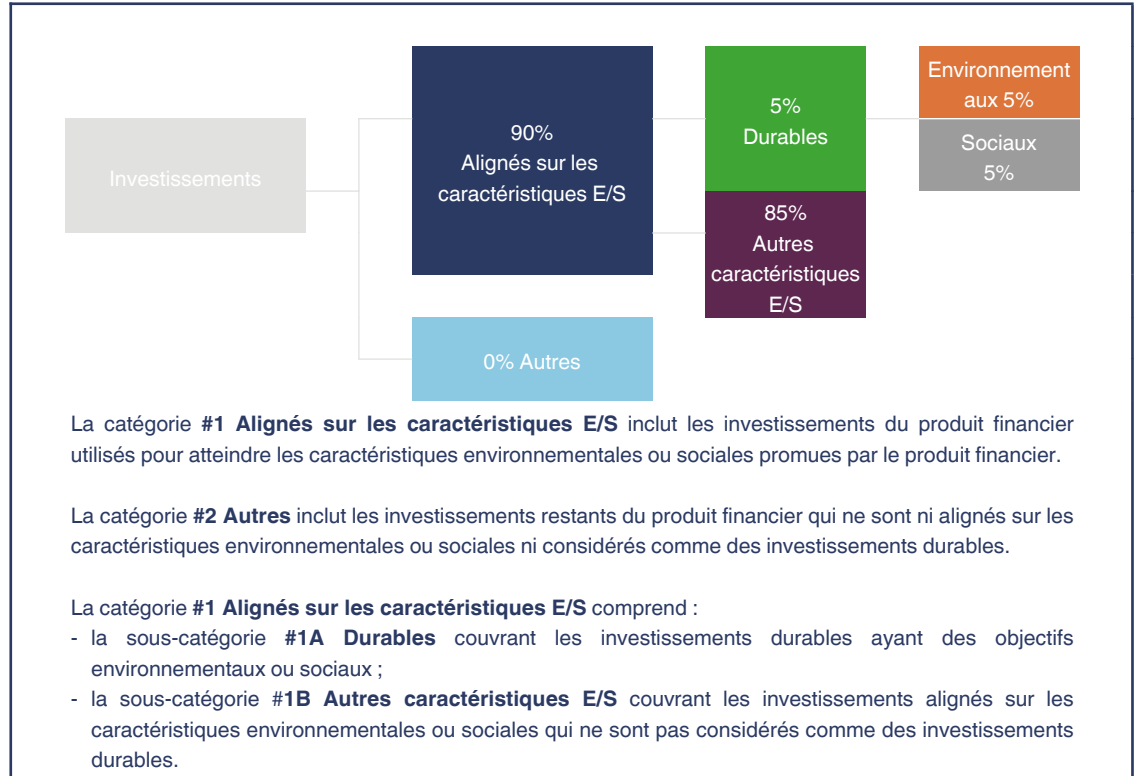 Investissements
90%
Alignés sur les
caractéristiques E/S
0% Autres
5%
Durables
85%
Autres
caractéristiques
E/S
Environnement
aux 5%
Sociaux
5%
La catégorie #1 Alignés sur les caractéristiques E/S inclut les investissements du produit financier
utilisés pour atteindre les caractéristiques environnementales ou sociales promues par le produit financier.
La catégorie #2 Autres inclut les investissements restants du produit financier qui ne sont ni alignés sur les
caractéristiques environnementales ou sociales ni considérés comme des investissements durables.
La catégorie #1 Alignés sur les caractéristiques E/S comprend :
- la sous-catégorie #1A Durables couvrant les investissements durables ayant des objectifs
environnementaux ou sociaux ;
- la sous-catégorie #1B Autres caractéristiques E/S couvrant les investissements alignés sur les
caractéristiques environnementales ou sociales qui ne sont pas considérés comme des investissements
durables.